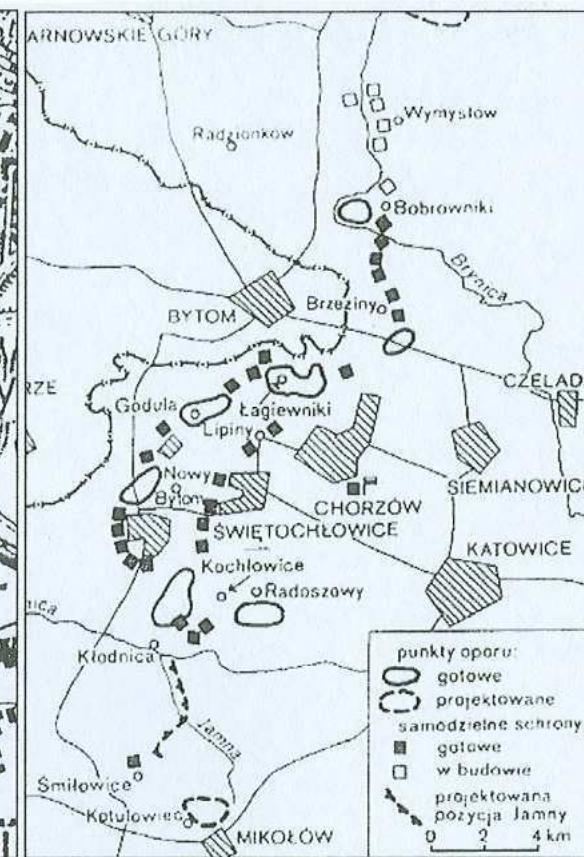 ARNOWSKIE GÓRY
Radzionków
Wymysłów
Bobrowniki
Brynica
Brzeziny
BYTOM
RZE
CZELAD
Godula
Łagiewniki
Lipiny
Nowy
Bytom
CHORZÓW
SIEMIANOWIC
ŚWIĘTOCHŁOWICE
KATOWICE
Kochłowice
Radoszowy
nica
Kłodnica
Jamna
Śmiłowice
Kotulowiec
MIKOŁÓW
punkty oporu:
gotowe
projektowane
samodzielne schrony
gotowe
w budowie
projektowana
pozycja Jamny
0 2 4 km